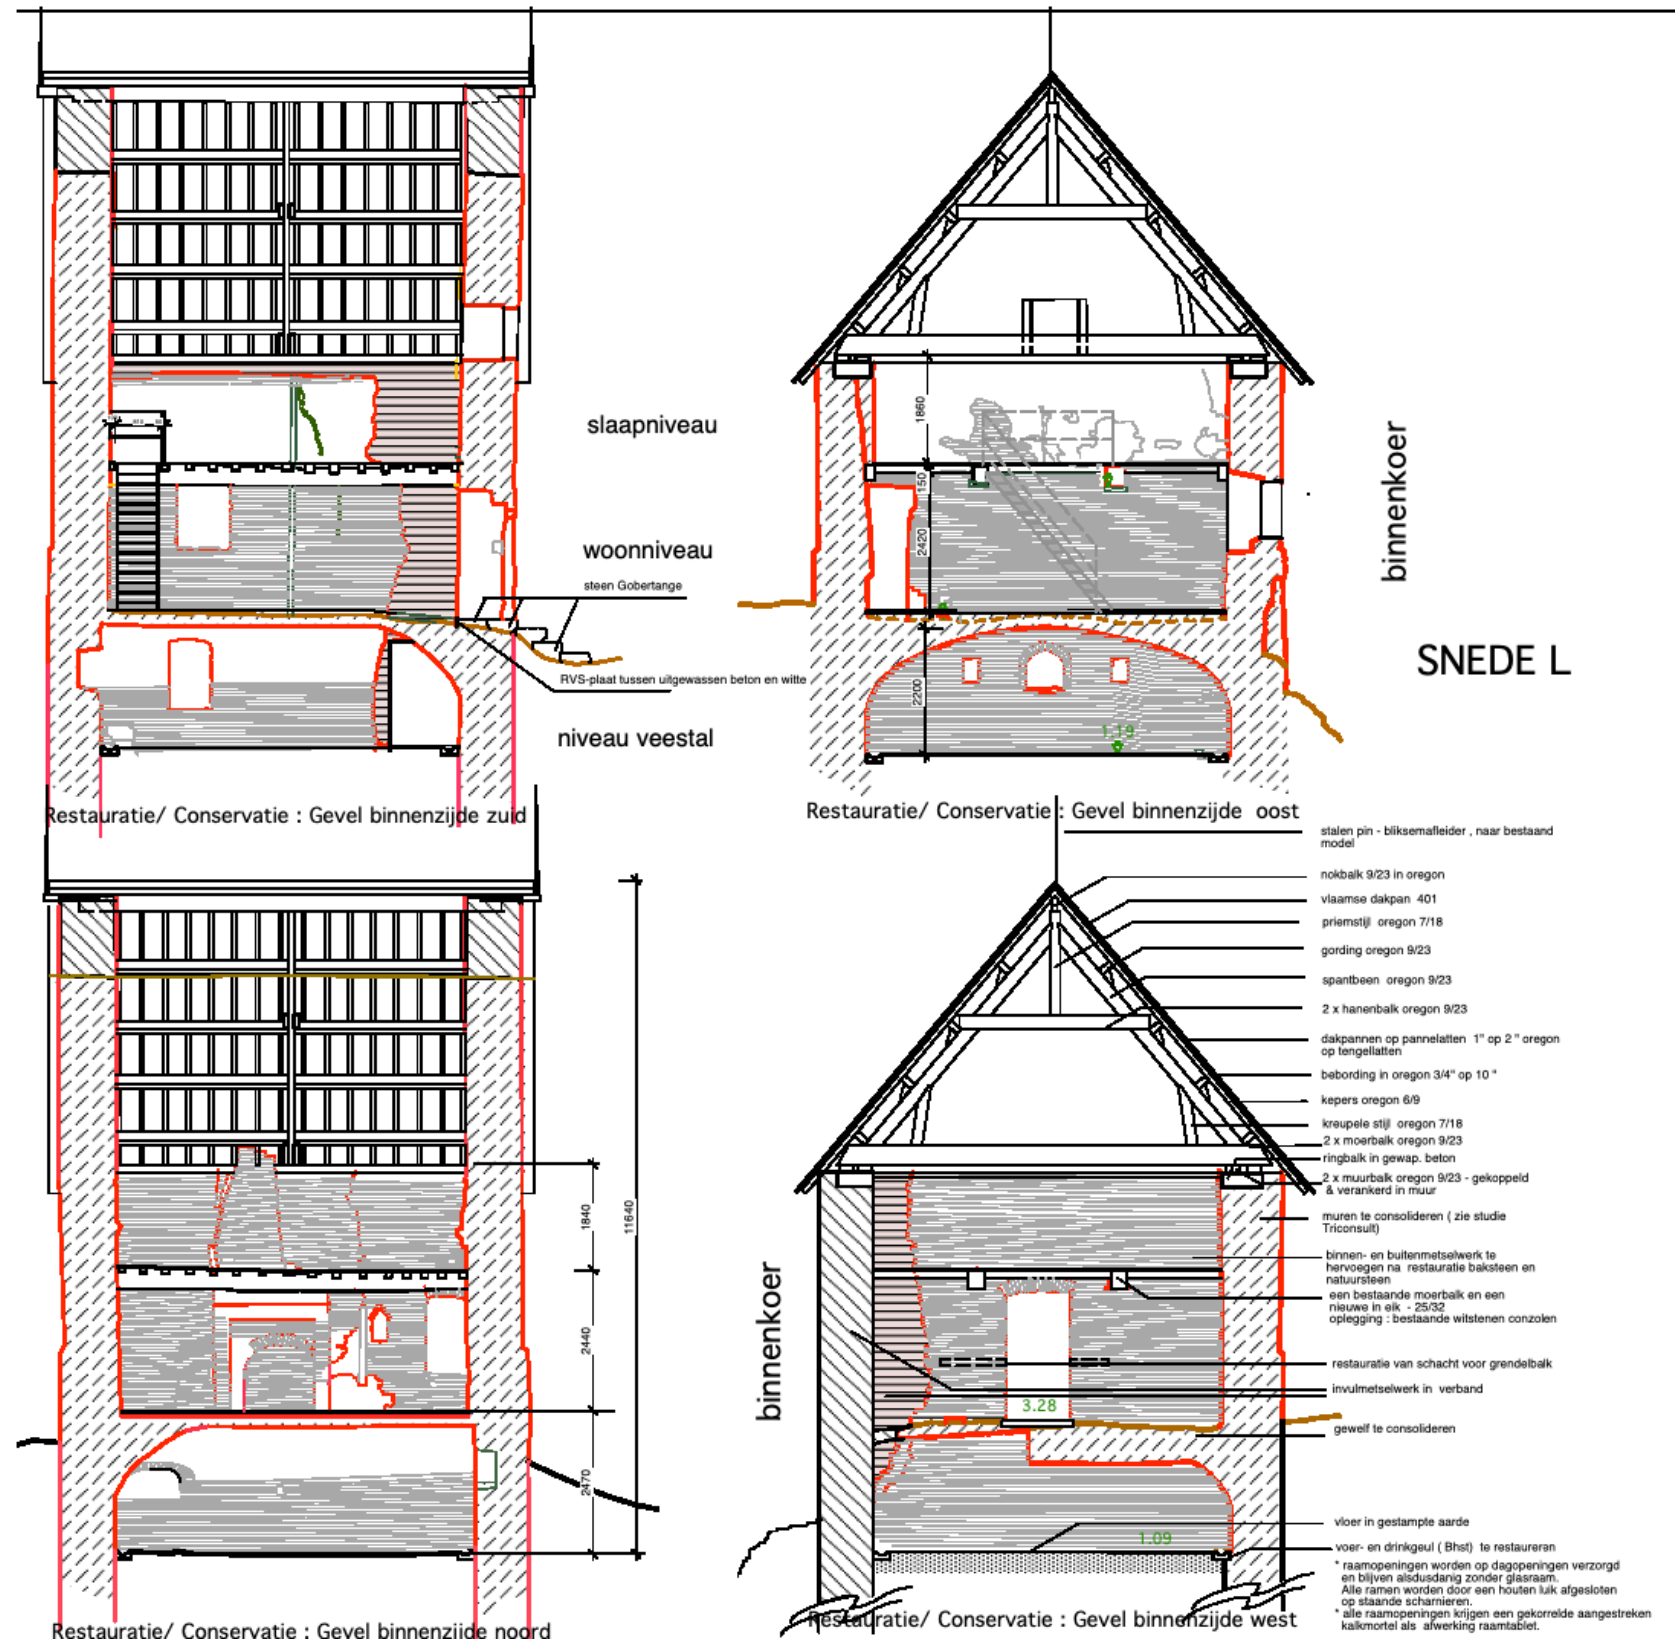 slaapniveau
woonniveau
steen Gobertange
RVS-plaat tussen uitgewassen beton en witte
niveau veestal
Restauratie/ Conservatie : Gevel binnenzijde zuid
1860
150
2420
2200
1.19
binnenkoer
SNEDE L
Restauratie/ Conservatie : Gevel binnenzijde oost
1840
11640
2440
2470
Restauratie/ Conservatie : Gevel binnenzijde noord
stalen pin - bliksemafleider , naar bestaand
model
nokbalk 9/23 in oregon
vlaamse dakpan 401
priemstijl oregon 7/18
gording oregon 9/23
spantbeen oregon 9/23
2 x hanenbalk oregon 9/23
dakpannen op pannelatten 1" op 2 " oregon
op tengellatten
bebording in oregon 3/4" op 10 "
kepers oregon 6/9
kreupele stijl oregon 7/18
2 x moerbalk oregon 9/23
ringbalk in gewap. beton
2 x muurbalk oregon 9/23 - gekoppeld
& verankerd in muur
muren te consolideren ( zie studie
Triconsult)
binnen- en buitenmetselwerk te
hervoegen na restauratie baksteen en
natuursteen
een bestaande moerbalk en een
nieuwe in eik - 25/32
oplegging : bestaande witstenen conzolen
restauratie van schacht voor grendelbalk
invulmetselwerk in verband
gewelf te consolideren
vloer in gestampte aarde
voer- en drinkgeul ( Bhst) te restaureren
* raamopeningen worden op dagopeningen verzorgd
en blijven alsdusdanig zonder glasraam.
Alle ramen worden door een houten luik afgesloten
op staande scharnieren.
* alle raamopeningen krijgen een gekorrelde aangestreken
kalkmortel als afwerking raamtablet.
binnenkoer
3.28
1.09
Restauratie/ Conservatie : Gevel binnenzijde west